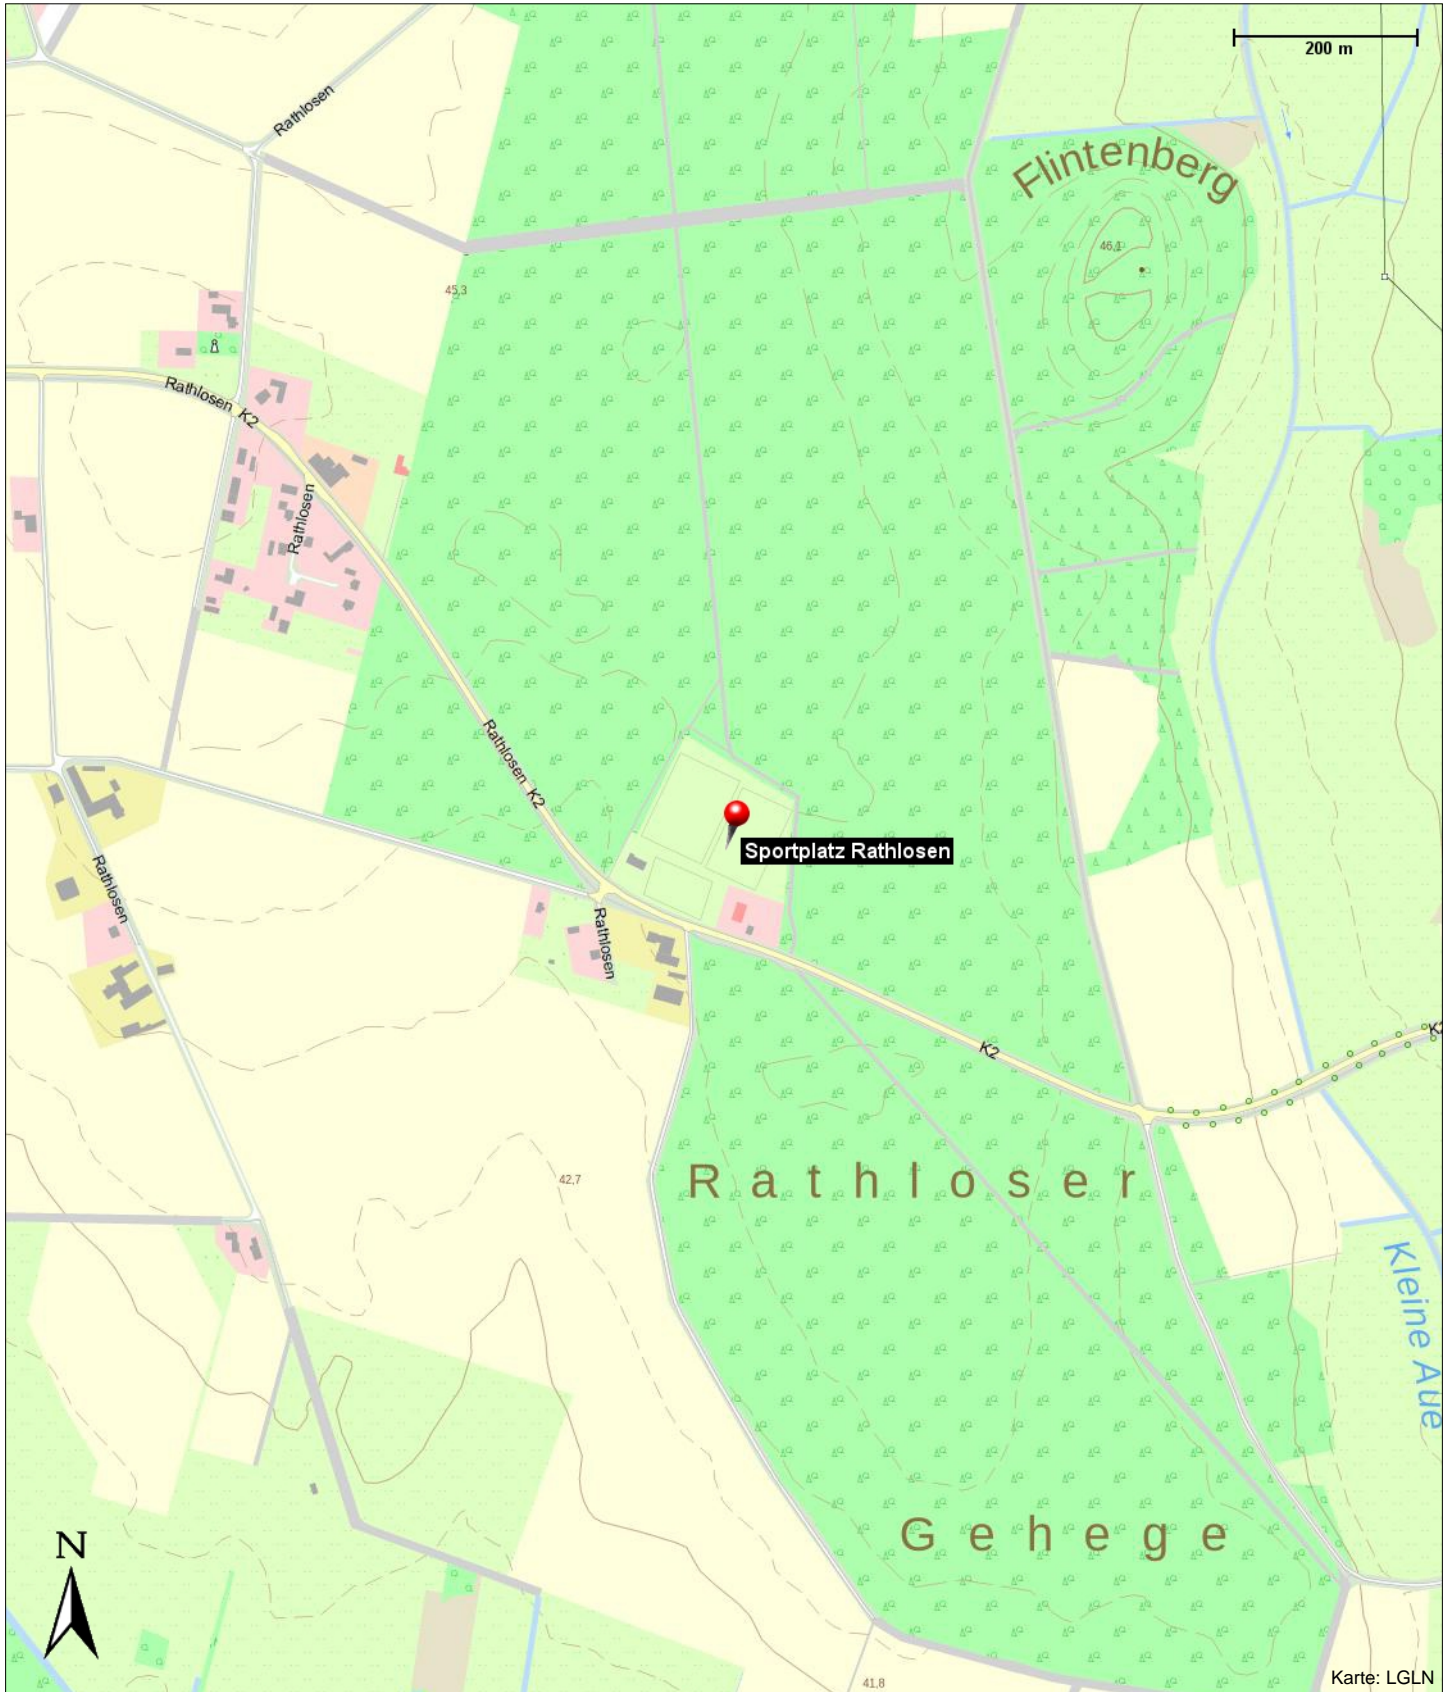 200 m
Rathlosen
Flintenberg
46,1
45,3
Rathlosen K2
Rathlosen
Rathlosen K2
Sportplatz Rathlosen
Rathlosen
Rathlosen
K2
K2
Rathloser
42,7
Kleine Aue
Gehege
N
41,8
Karte: LGLN